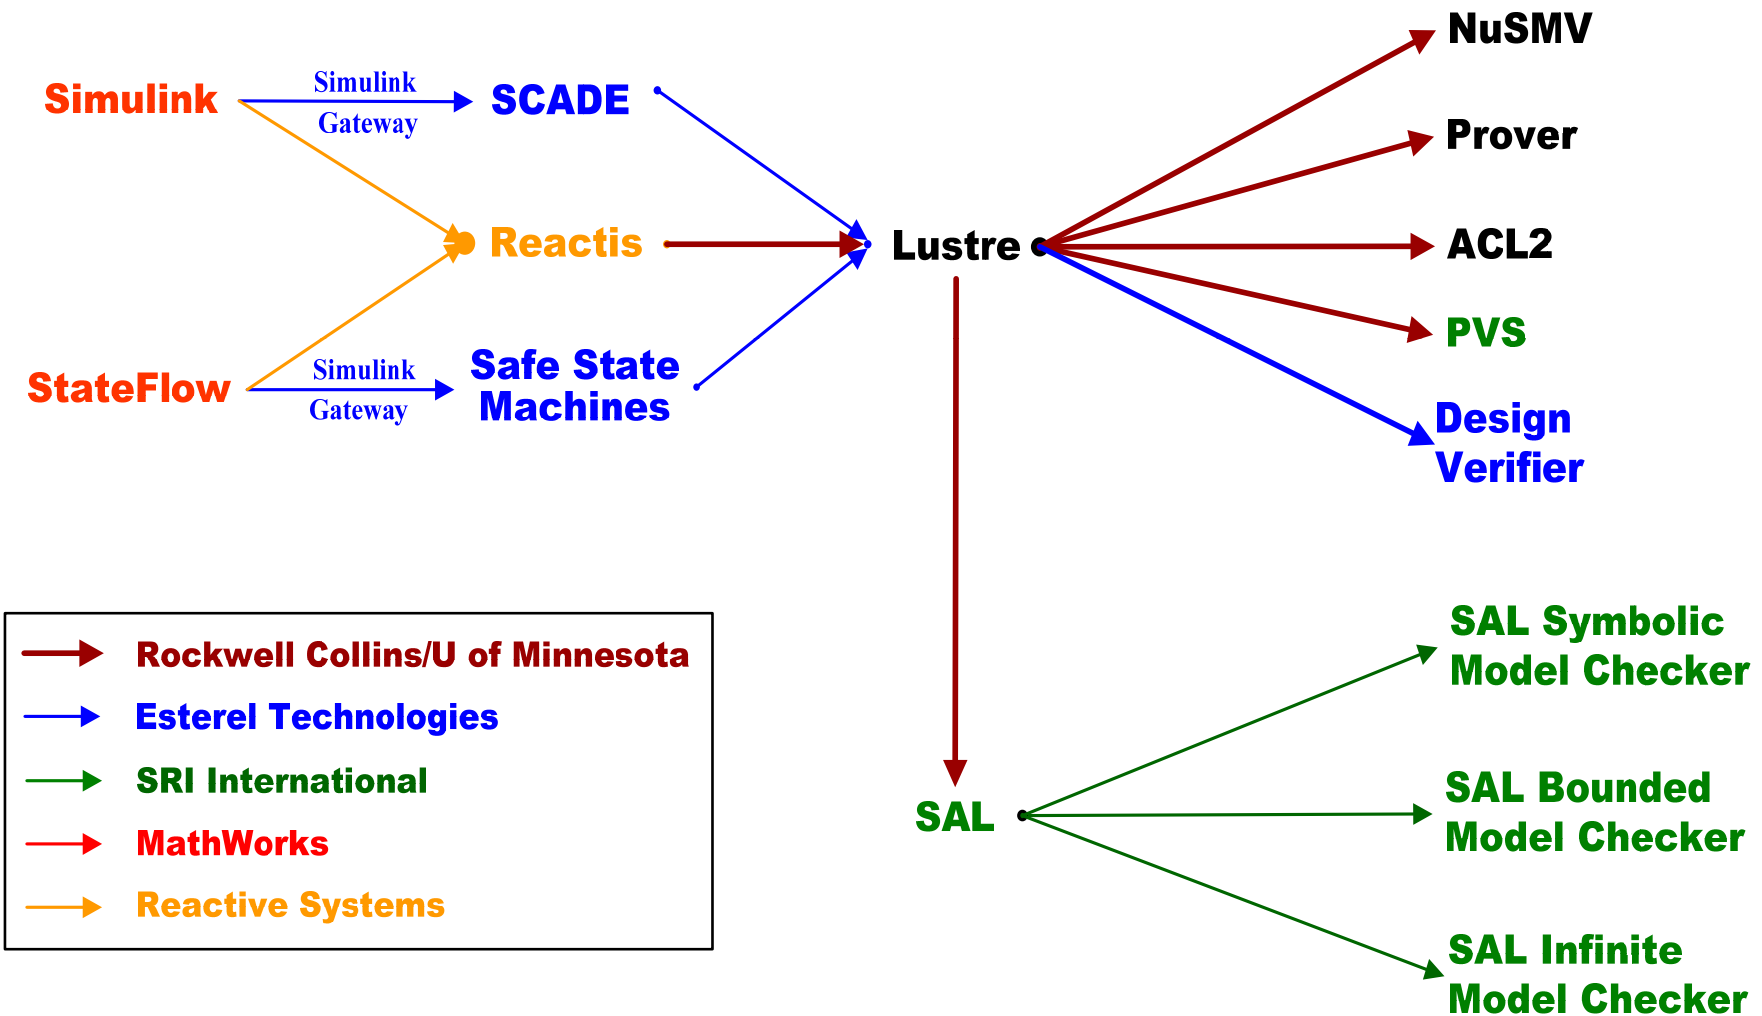 NuSMV
Simulink
Simulink
Gateway
SCADE
Prover
Reactis
Lustre
ACL2
PVS
StateFlow
Simulink
Gateway
Safe State
Machines
Design
Verifier
Rockwell Collins/U of Minnesota
Esterel Technologies
SRI International
MathWorks
Reactive Systems
SAL
SAL Symbolic
Model Checker
SAL Bounded
Model Checker
SAL Infinite
Model Checker